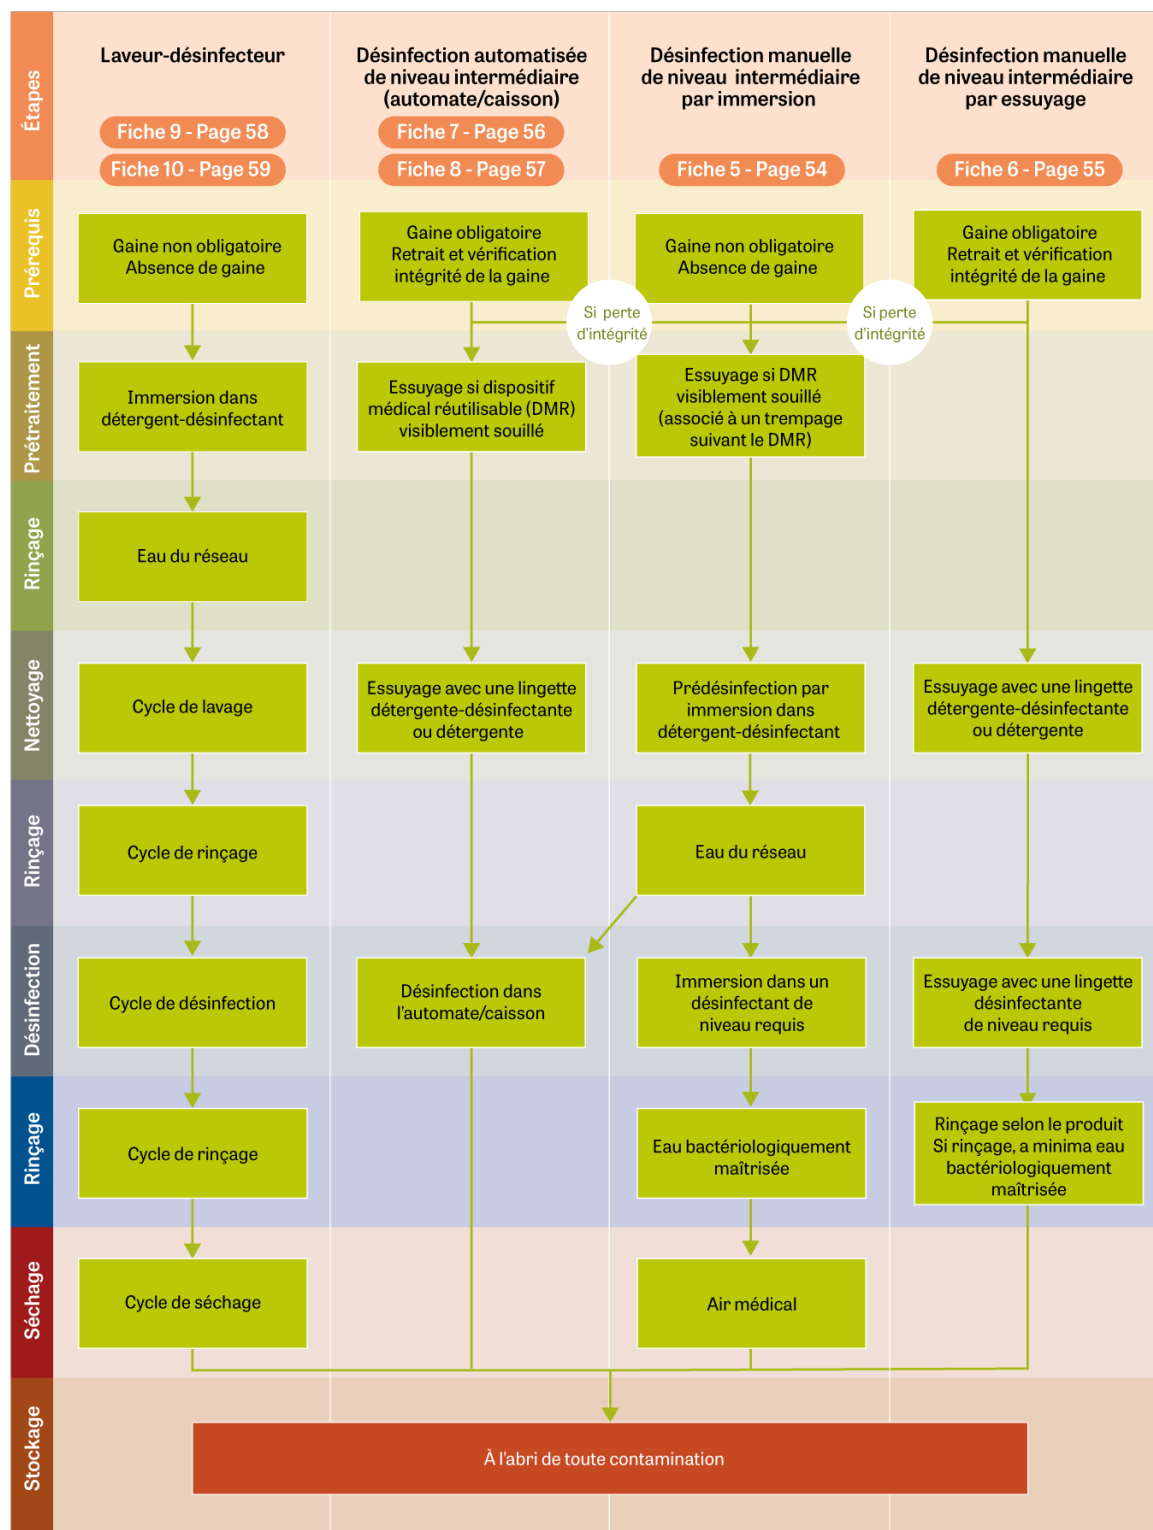 Étapes
Laveur-désinfecteur
Fiche 9 - Page 58
Fiche 10 - Page 59
Désinfection automatisée
de niveau intermédiaire
(automate/caisson)
Fiche 7 - Page 56
Fiche 8 - Page 57
Désinfection manuelle
de niveau intermédiaire
par immersion
Fiche 5 - Page 54
Désinfection manuelle
de niveau intermédiaire
par essuyage
Fiche 6 - Page 55
Prérequis
Gaine non obligatoire
Absence de gaine
Gaine obligatoire
Retrait et vérification
intégrité de la gaine
Si perte
d'intégrité
Gaine non obligatoire
Absence de gaine
Si perte
d'intégrité
Gaine obligatoire
Retrait et vérification
intégrité de la gaine
Prétraitement
Immersion dans
détergent-désinfectant
Essuyage si dispositif
médical réutilisable (DMR)
visiblement souillé
Essuyage si DMR
visiblement souillé
(associé à un trempage
suivant le DMR)
Rinçage
Eau du réseau
Nettoyage
Cycle de lavage
Essuyage avec une lingette
détergente-désinfectante
ou détergente
Prédésinfection par
immersion dans
détergent-désinfectant
Essuyage avec une lingette
détergente-désinfectante
ou détergente
Rinçage
Cycle de rinçage
Eau du réseau
Désinfection
Cycle de désinfection
Désinfection dans
l'automate/caisson
Immersion dans un
désinfectant de
niveau requis
Essuyage avec une lingette
désinfectante
de niveau requis
Rinçage
Cycle de rinçage
Eau bactériologiquement
maîtrisée
Rinçage selon le produit
Si rinçage, a minima eau
bactériologiquement
maîtrisée
Séchage
Cycle de séchage
Air médical
Stockage
À l'abri de toute contamination